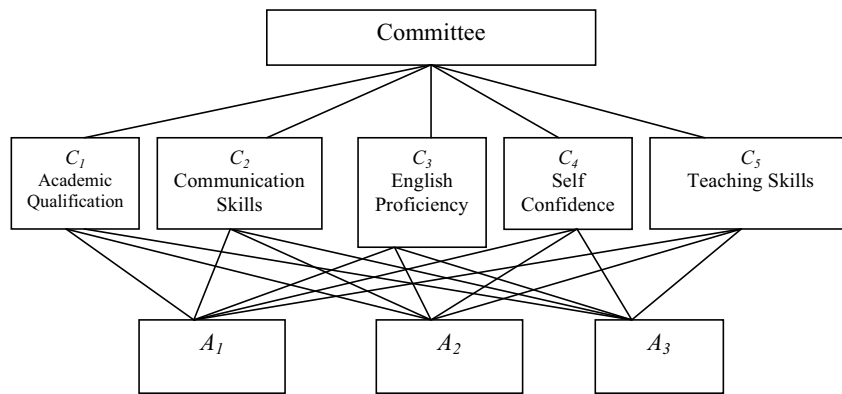 Committee
C1
Academic
Qualification
C2
Communication
Skills
C3
English
Proficiency
C4
Self
Confidence
C5
Teaching Skills
A1
A2
A3